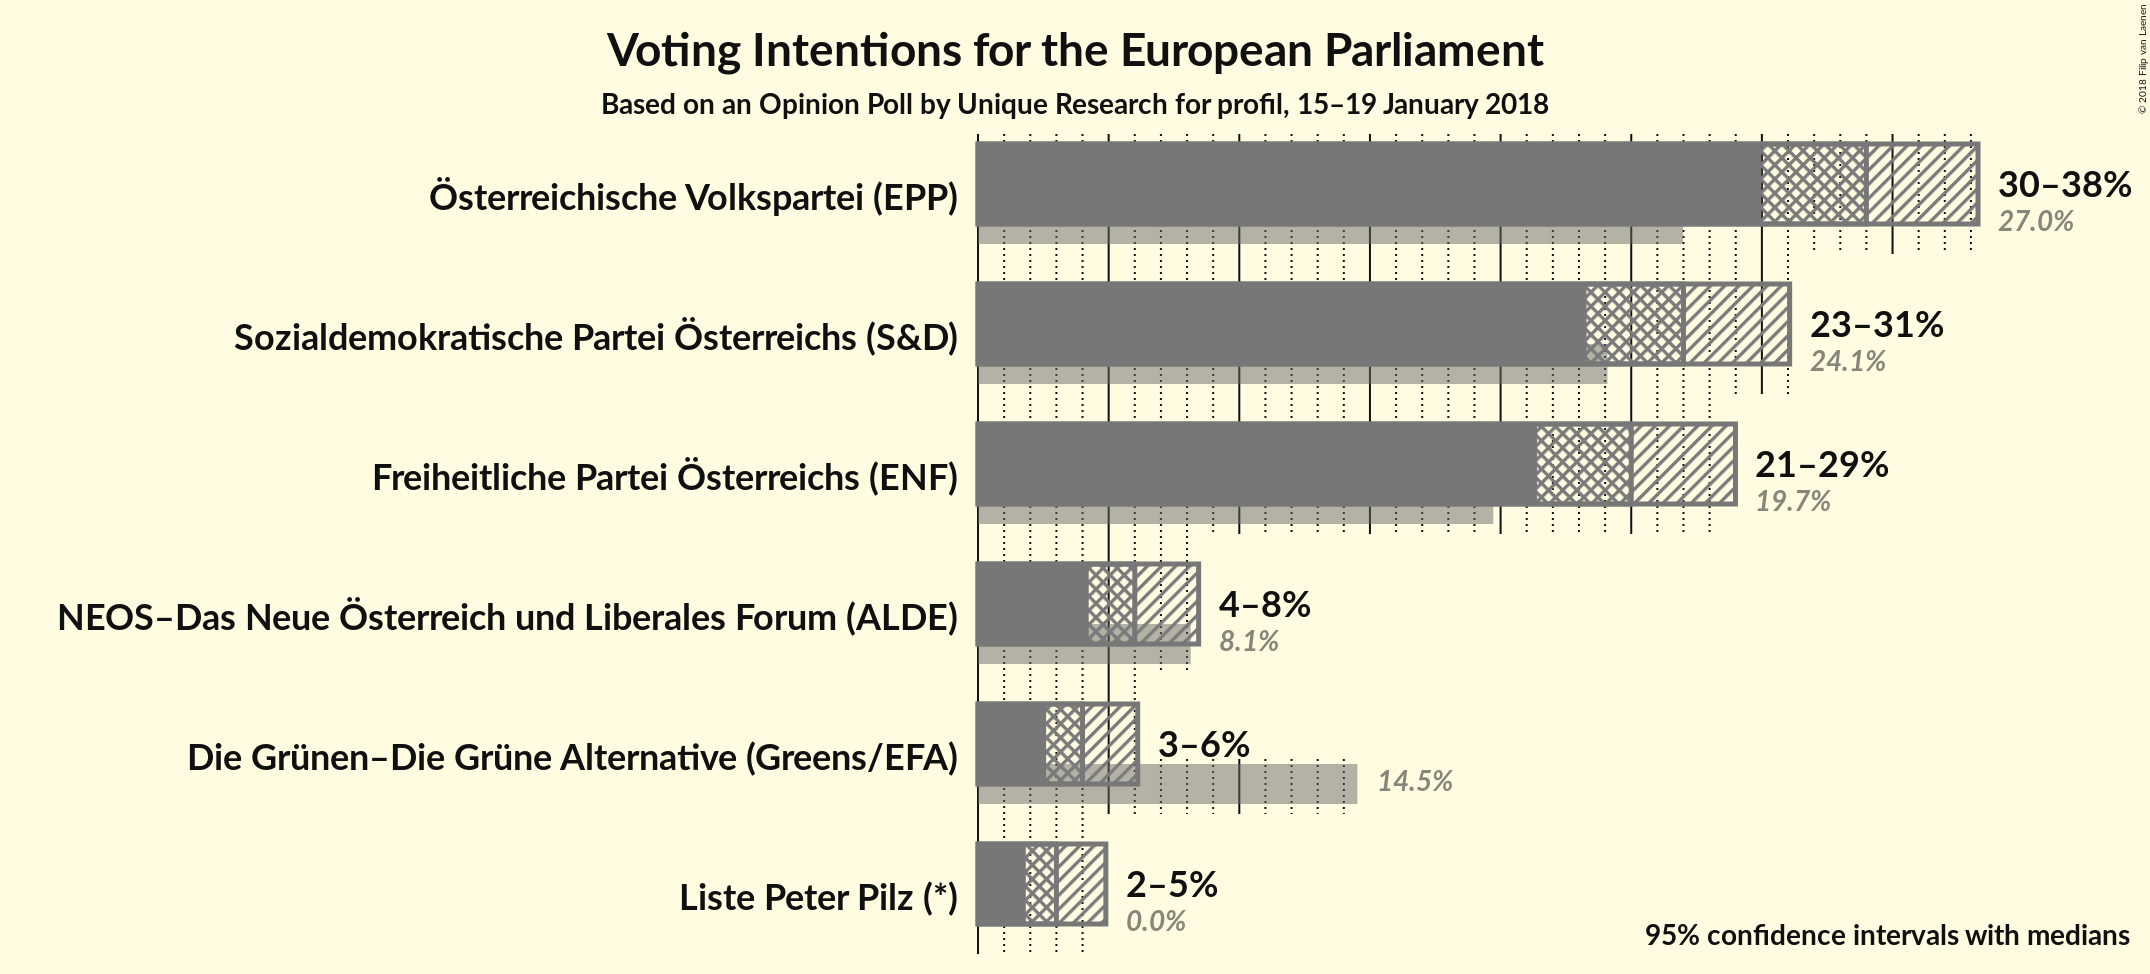 Voting Intentions for the European Parliament
Based on an Opinion Poll by Unique Research for profil, 15–19 January 2018
© 2018 Filip van Laenen
Österreichische Volkspartei (EPP)
30–38%
27.0%
Sozialdemokratische Partei Österreichs (S&D)
23–31%
24.1%
Freiheitliche Partei Österreichs (ENF)
21–29%
19.7%
NEOS–Das Neue Österreich und Liberales Forum (ALDE)
4–8%
8.1%
Die Grünen–Die Grüne Alternative (Greens/EFA)
3–6%
14.5%
Liste Peter Pilz (*)
2–5%
0.0%
95% confidence intervals with medians